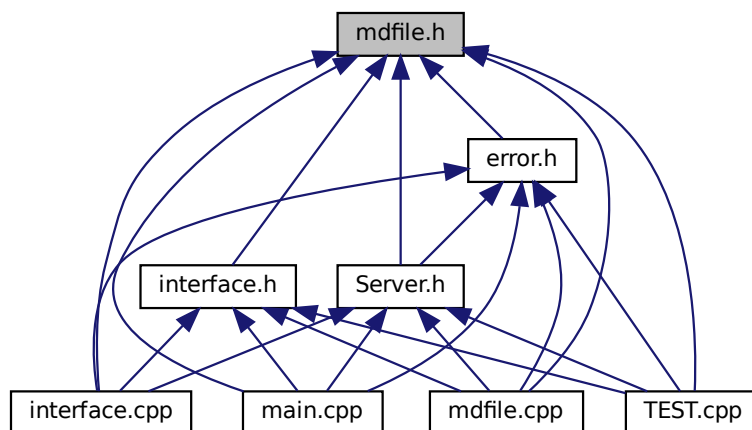 mdfile.h
error.h
interface.h
Server.h
interface.cpp
main.cpp
mdfile.cpp
TEST.cpp